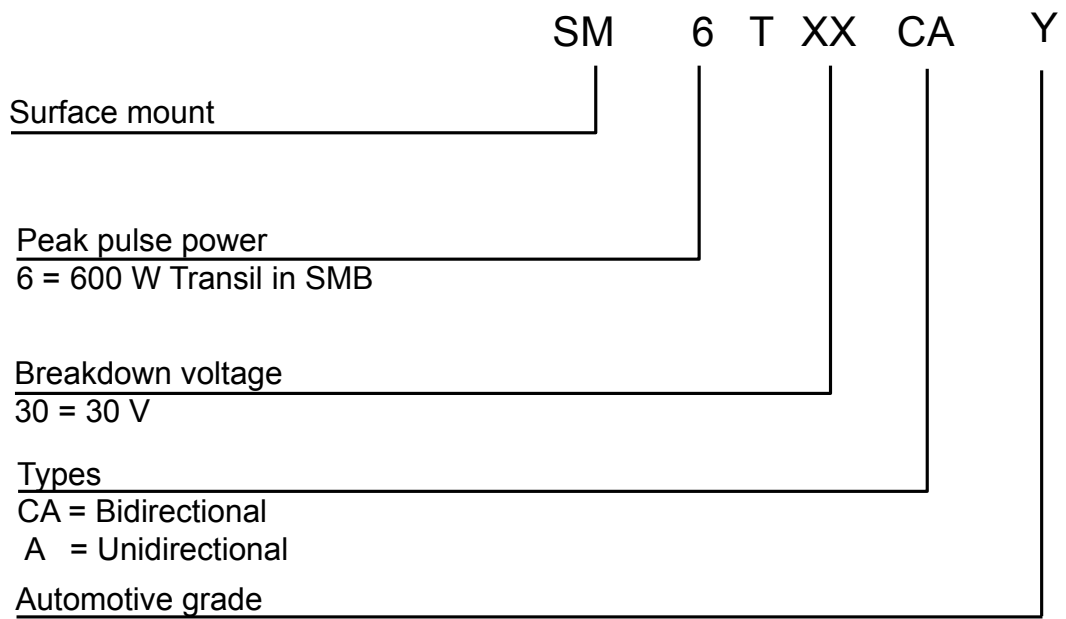 SM 6 T XX CA Y
Surface mount
Peak pulse power
6 = 600 W Transil in SMB
Breakdown voltage
30 = 30 V
Types
CA = Bidirectional
A = Unidirectional
Automotive grade